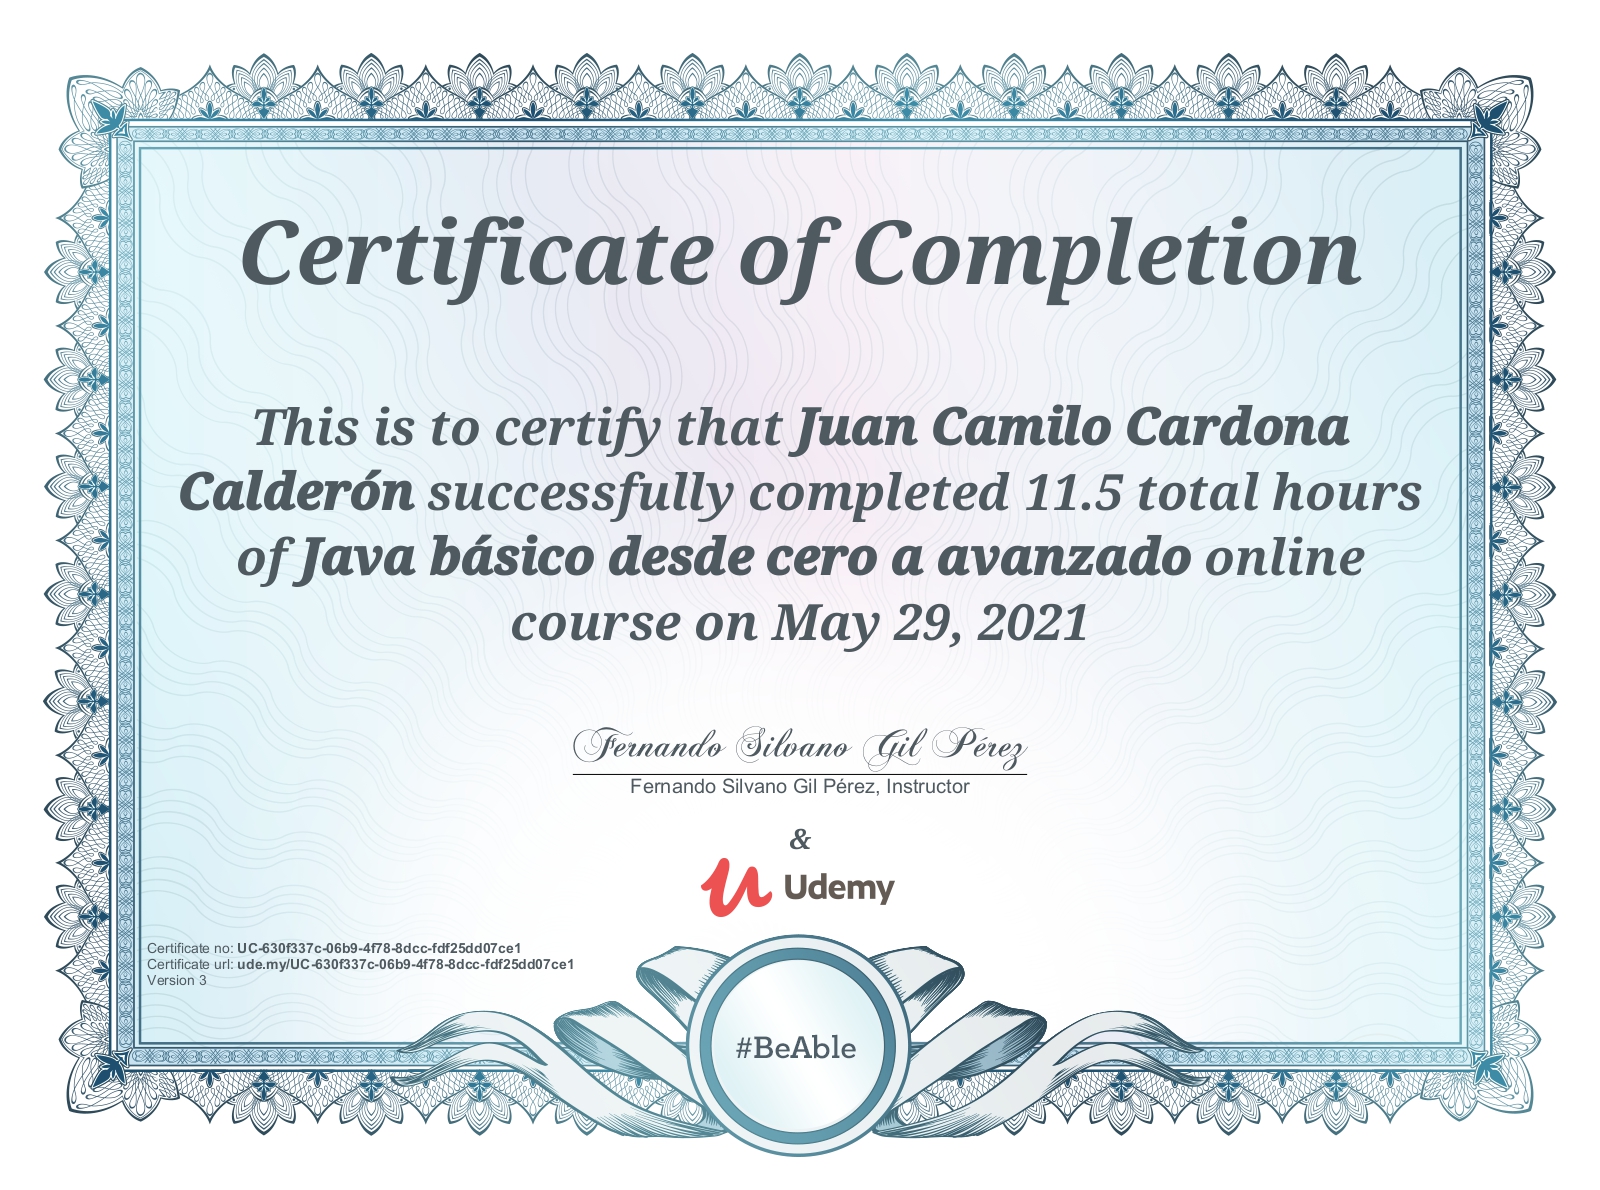 Certificate of Completion
This is to certify that Juan Camilo Cardona
Calderón successfully completed 11.5 total hours
of Java básico desde cero a avanzado online
course on May 29, 2021
Fernando Silvano Gil Pérez
Fernando Silvano Gil Pérez, Instructor
&
Udemy
Certificate no: UC-630f337c-06b9-4f78-8dcc-fdf25dd07ce1
Certificate url: ude.my/UC-630f337c-06b9-4f78-8dcc-fdf25dd07ce1
Version 3
#BeAble